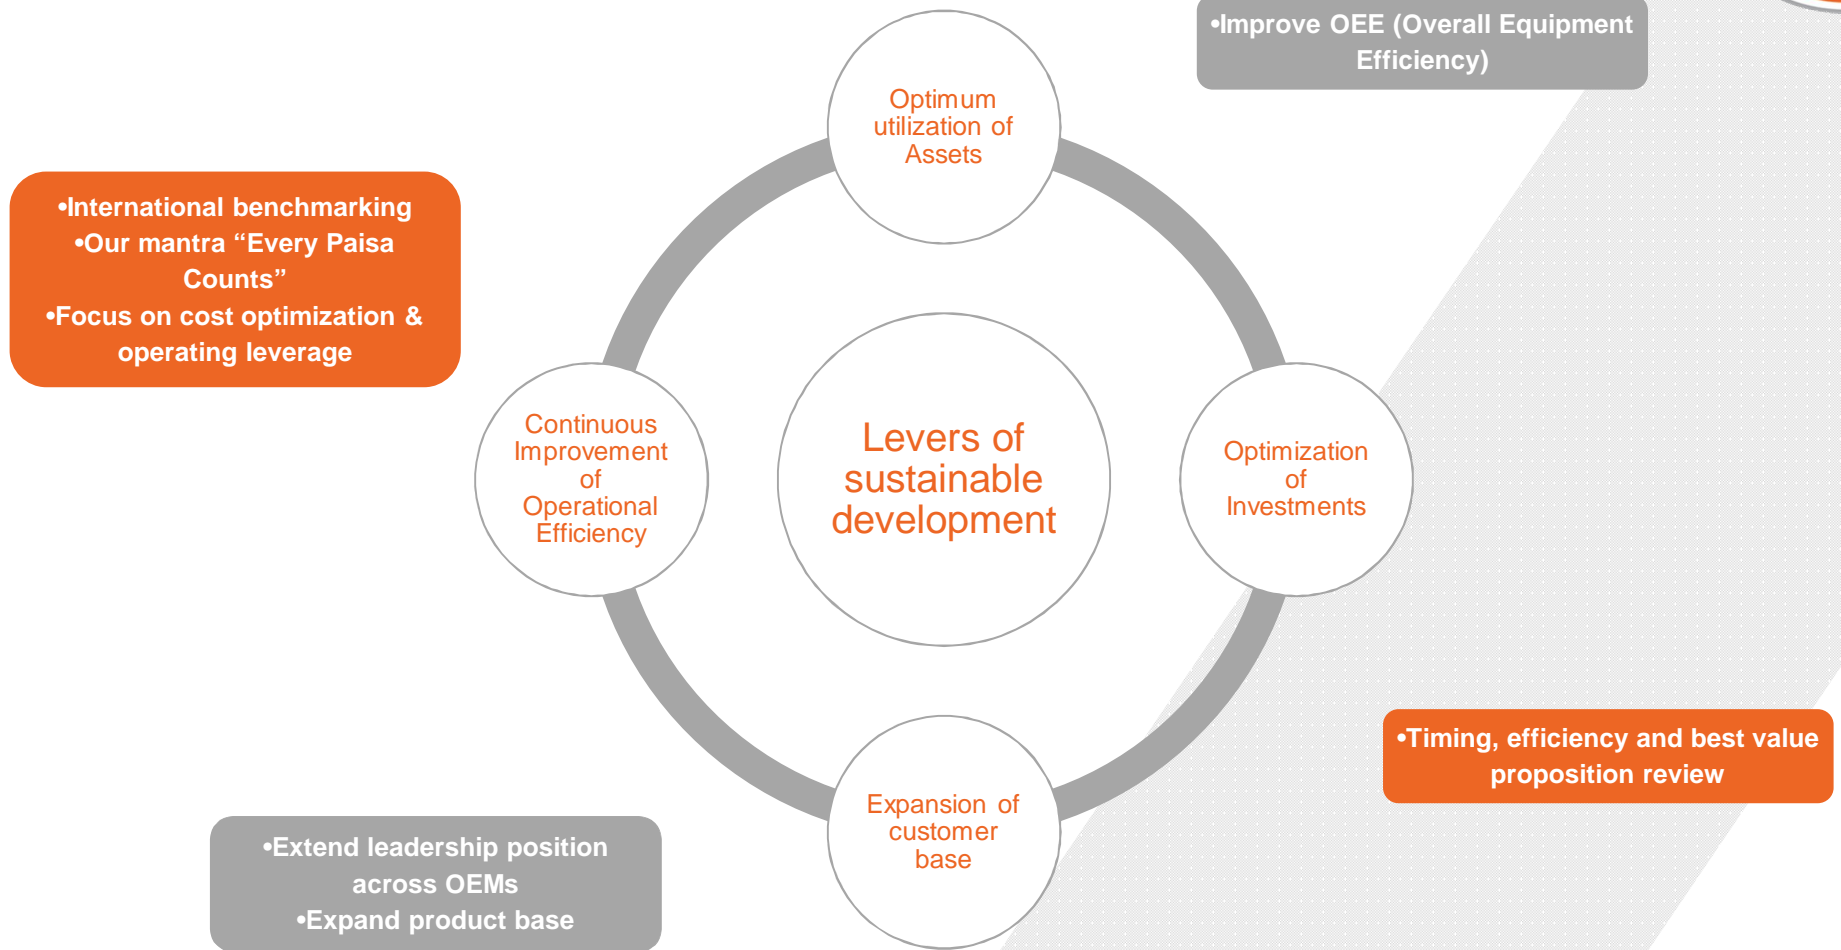 •Improve OEE (Overall Equipment
Efficiency)
Optimum
utilization of
Assets
•International benchmarking
•Our mantra “Every Paisa
Counts”
•Focus on cost optimization &
operating leverage
Continuous
Improvement
of
Operational
Efficiency
Levers of
sustainable
development
Optimization
of
Investments
•Timing, efficiency and best value
proposition review
Expansion of
customer
base
•Extend leadership position
across OEMs
•Expand product base